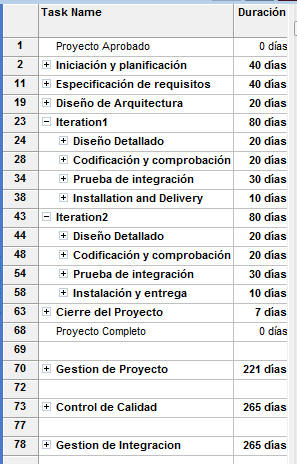 Task Name Duración
1 Proyecto Aprobado 0 días
2 Iniciación y planificación 40 días
11 Especificación de requisitos 40 días
19 Diseño de Arquitectura 20 días
23 Iteration1 80 días
24 Diseño Detallado 20 días
28 Codificación y comprobación 20 días
34 Prueba de integración 30 días
38 Installation and Delivery 10 días
43 Iteration2 80 días
44 Diseño Detallado 20 días
48 Codificación y comprobación 20 días
54 Prueba de integración 30 días
58 Instalación y entrega 10 días
63 Cierre del Proyecto 7 días
68 Proyecto Completo 0 días
69
70 Gestion de Proyecto 221 días
72
73 Control de Calidad 265 días
77
78 Gestion de Integracion 265 días